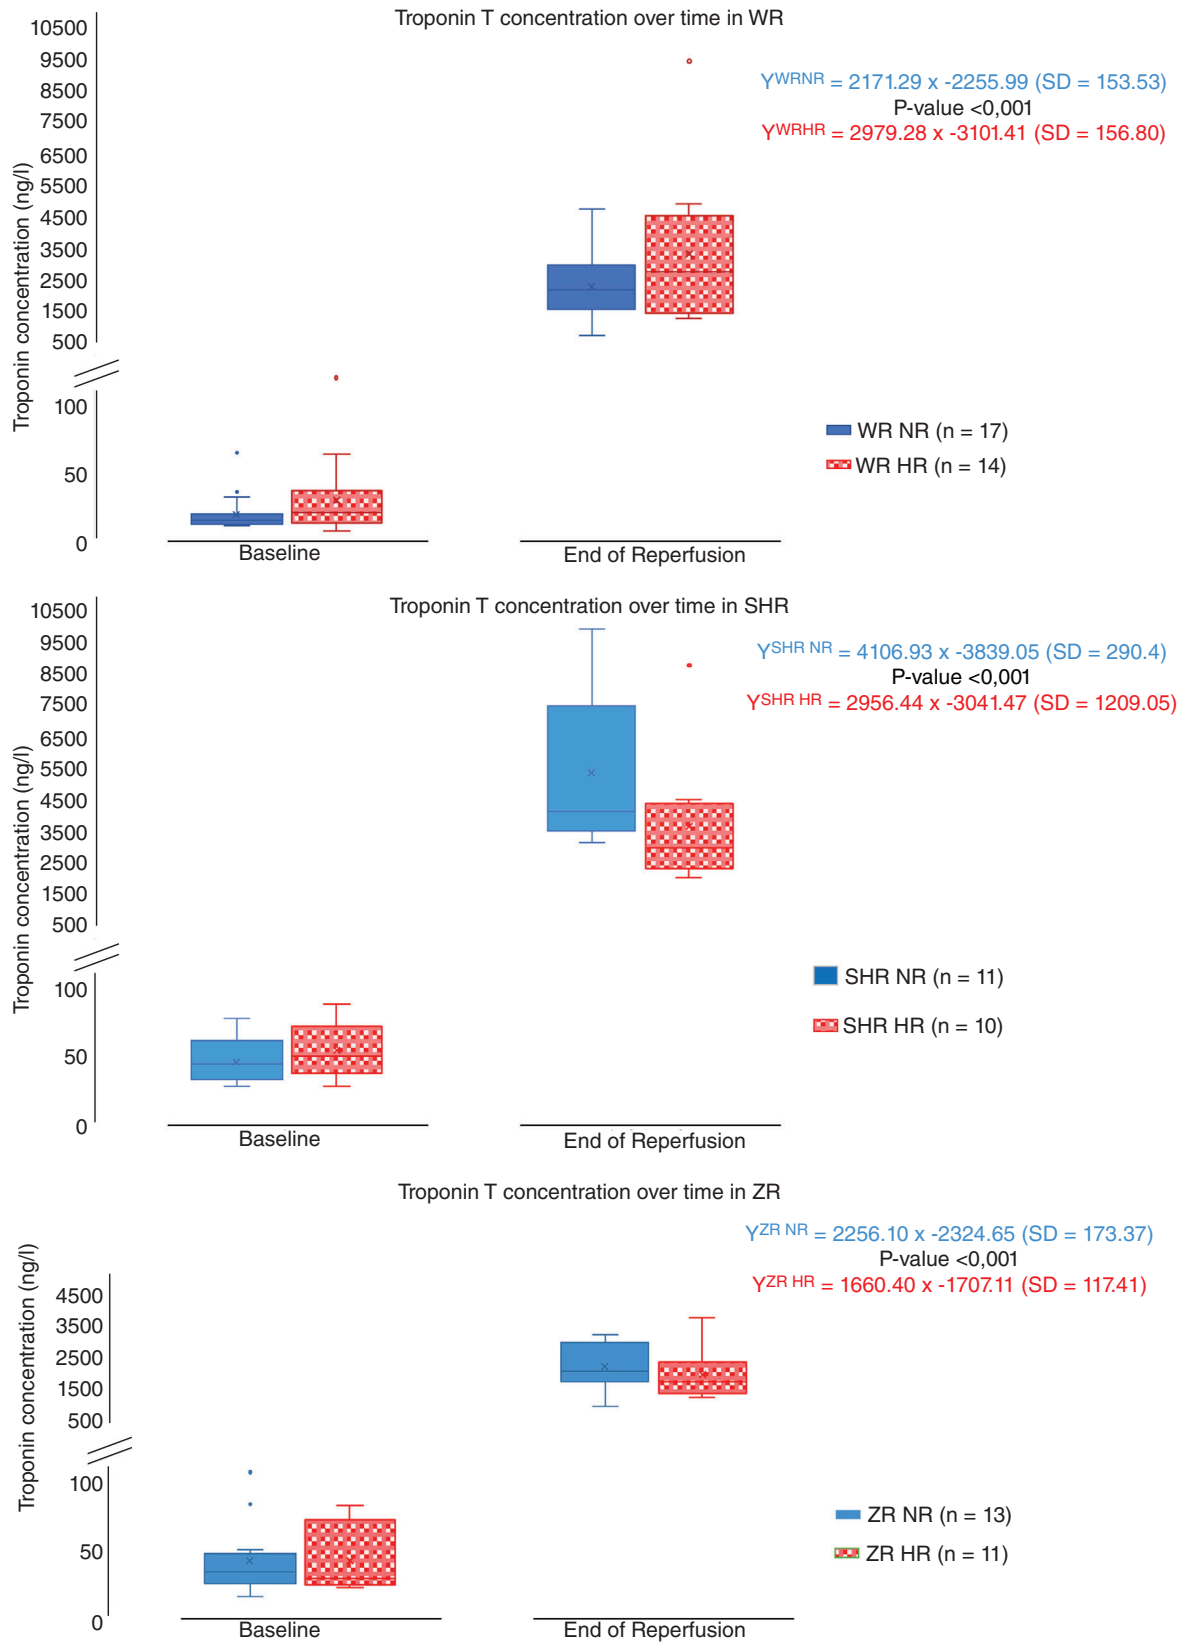 Troponin T concentration over time in WR
Troponin concentration (ng/l)
10500
9500
8500
7500
6500
5500
4500
3500
2500
1500
500
100
50
0
Y^WRNR = 2171.29 x -2255.99 (SD = 153.53)
P-value <0,001
Y^WRHR = 2979.28 x -3101.41 (SD = 156.80)
WR NR (n = 17)
WR HR (n = 14)
Baseline
End of Reperfusion
Troponin T concentration over time in SHR
Troponin concentration (ng/l)
10500
9500
8500
7500
6500
5500
4500
3500
2500
1500
500
100
50
0
Y^SHR NR = 4106.93 x -3839.05 (SD = 290.4)
P-value <0,001
Y^SHR HR = 2956.44 x -3041.47 (SD = 1209.05)
SHR NR (n = 11)
SHR HR (n = 10)
Baseline
End of Reperfusion
Troponin T concentration over time in ZR
Troponin concentration (ng/l)
4500
3500
2500
1500
500
100
50
0
Y^ZR NR = 2256.10 x -2324.65 (SD = 173.37)
P-value <0,001
Y^ZR HR = 1660.40 x -1707.11 (SD = 117.41)
ZR NR (n = 13)
ZR HR (n = 11)
Baseline
End of Reperfusion